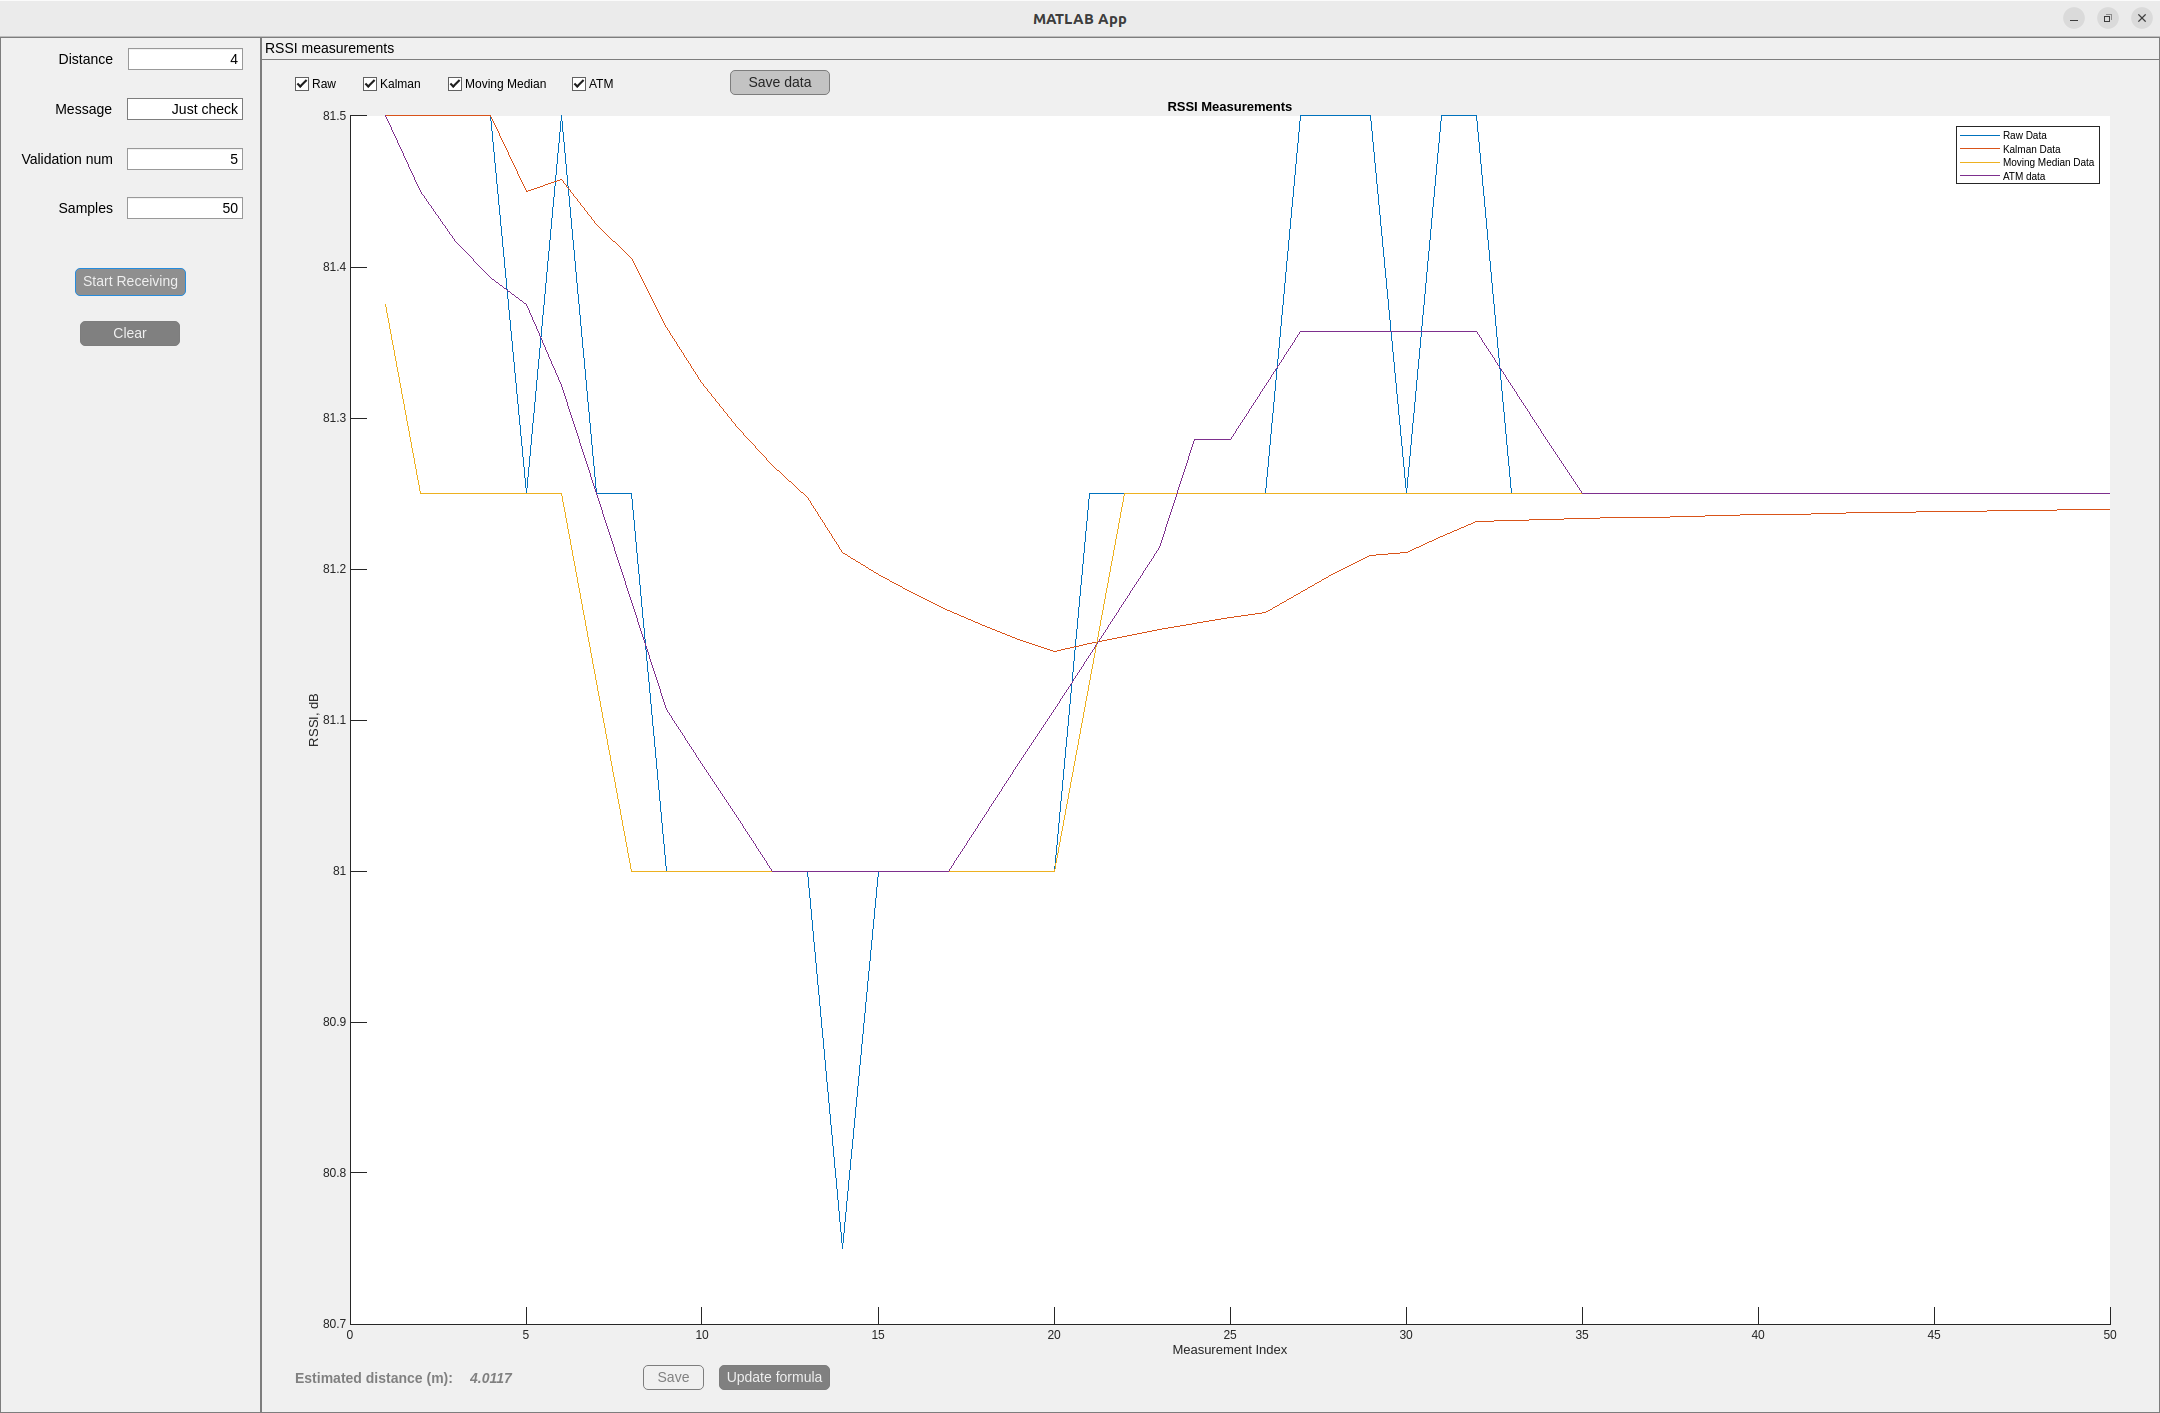 MATLAB App
Distance 4
Message Just check
Validation num 5
Samples 50
Start Receiving
Clear
RSSI measurements
Raw Kalman Moving Median ATM Save data
RSSI Measurements
Raw Data
Kalman Data
Moving Median Data
ATM data
81.5
81.4
81.3
81.2
81.1
81
80.9
80.8
80.7
RSSI, dB
0 5 10 15 20 25 30 35 40 45 50
Measurement Index
Estimated distance (m): 4.0117 Save Update formula